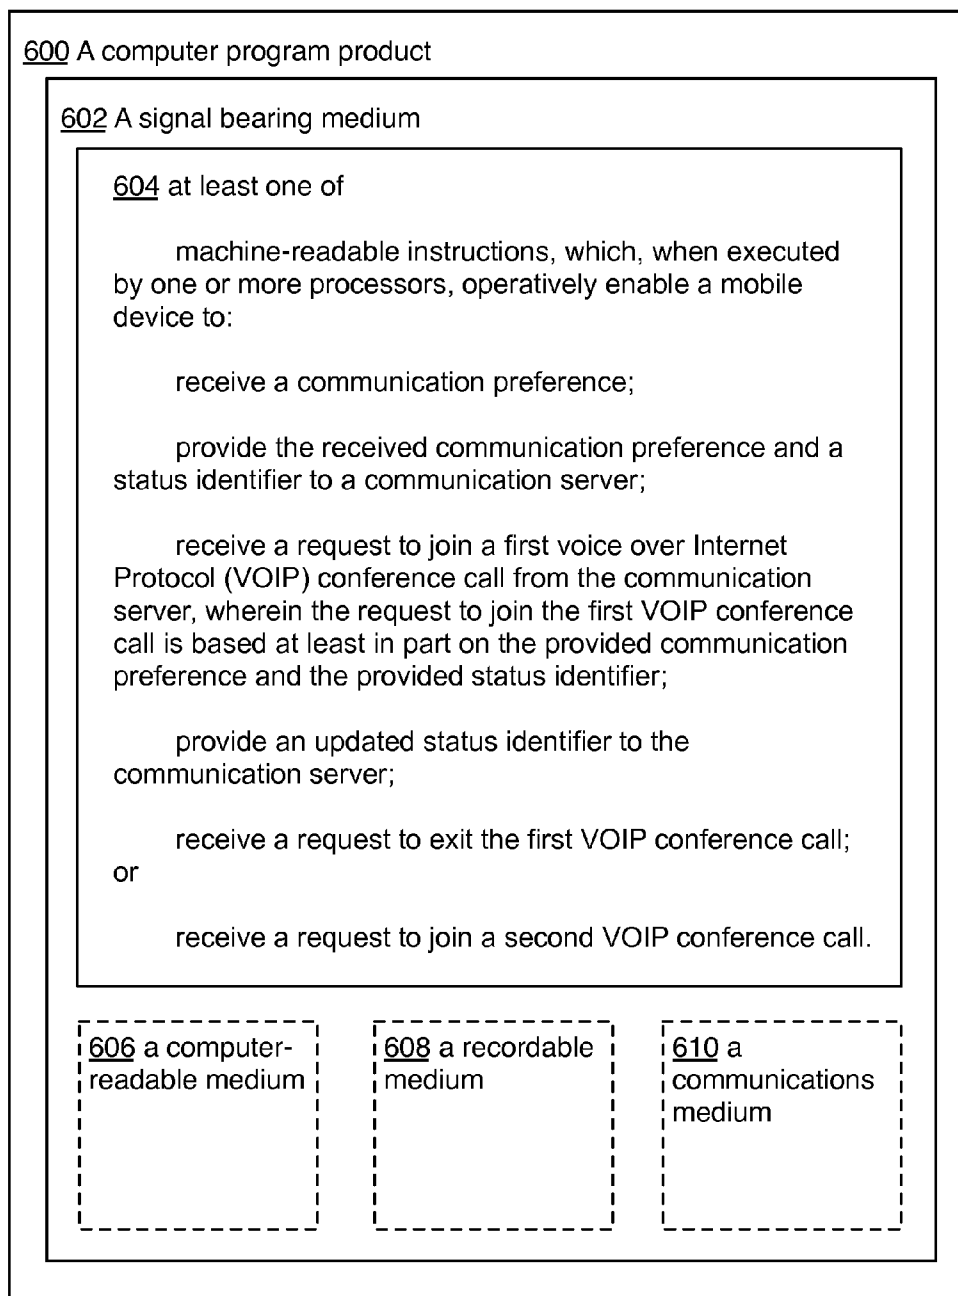 600 A computer program product
602 A signal bearing medium
604 at least one of
machine-readable instructions, which, when executed
by one or more processors, operatively enable a mobile
device to:
receive a communication preference;
provide the received communication preference and a
status identifier to a communication server;
receive a request to join a first voice over Internet
Protocol (VOIP) conference call from the communication
server, wherein the request to join the first VOIP conference
call is based at least in part on the provided communication
preference and the provided status identifier;
provide an updated status identifier to the
communication server;
receive a request to exit the first VOIP conference call;
or
receive a request to join a second VOIP conference call.
606 a computer-
readable medium
608 a recordable
medium
610 a
communications
medium